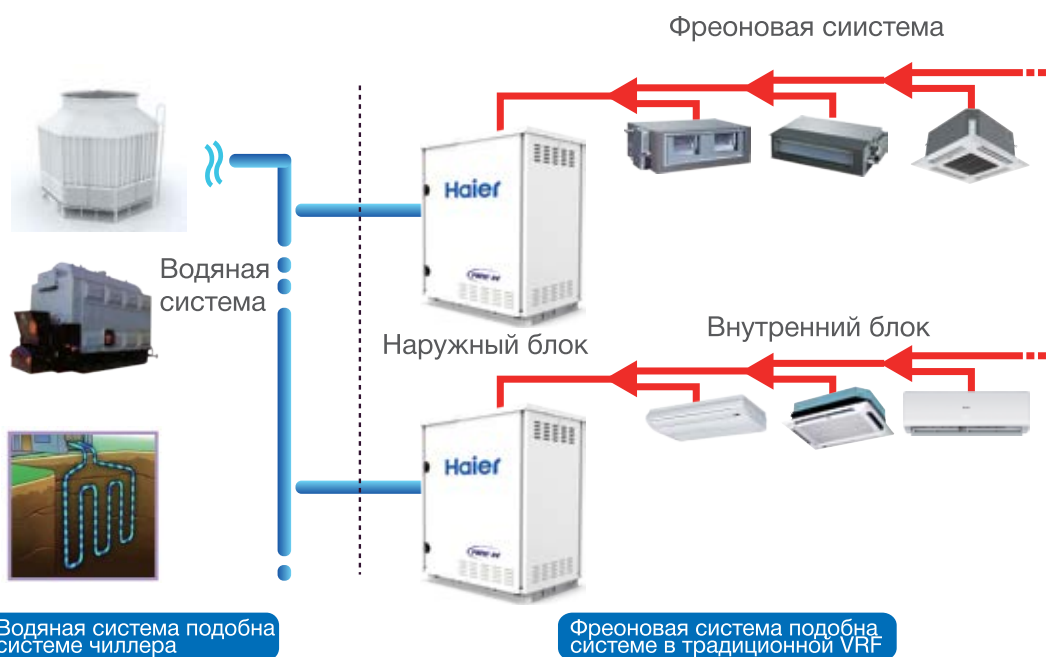 Фреоновая сиистема
Haier
Водяная
система
Наружный блок
Внутренний блок
Haier
Водяная система подобна
системе чиллера
Фреоновая система подобна
системе в традиционной VRF